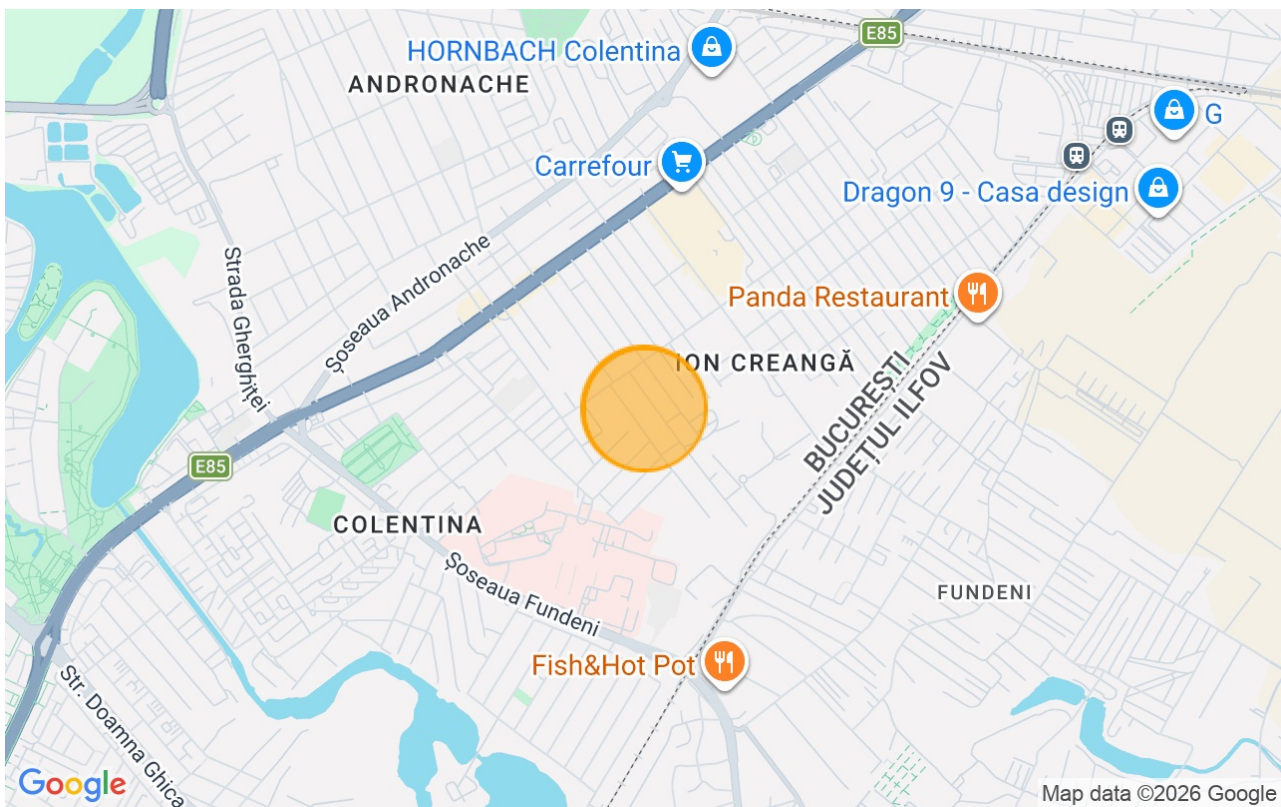 E85
HORNBACH Colentina
ANDRONACHE
G
Carrefour
Dragon 9 - Casa design
Șoseaua Andronache
Strada Gherghiței
Panda Restaurant
ION CREANGĂ
BUCUREȘTI
JUDEȚUL ILFOV
E85
COLENTINA
Șoseaua Fundeni
FUNDENI
Fish&Hot Pot
Str. Doamna Ghica
Google
Map data ©2026 Google